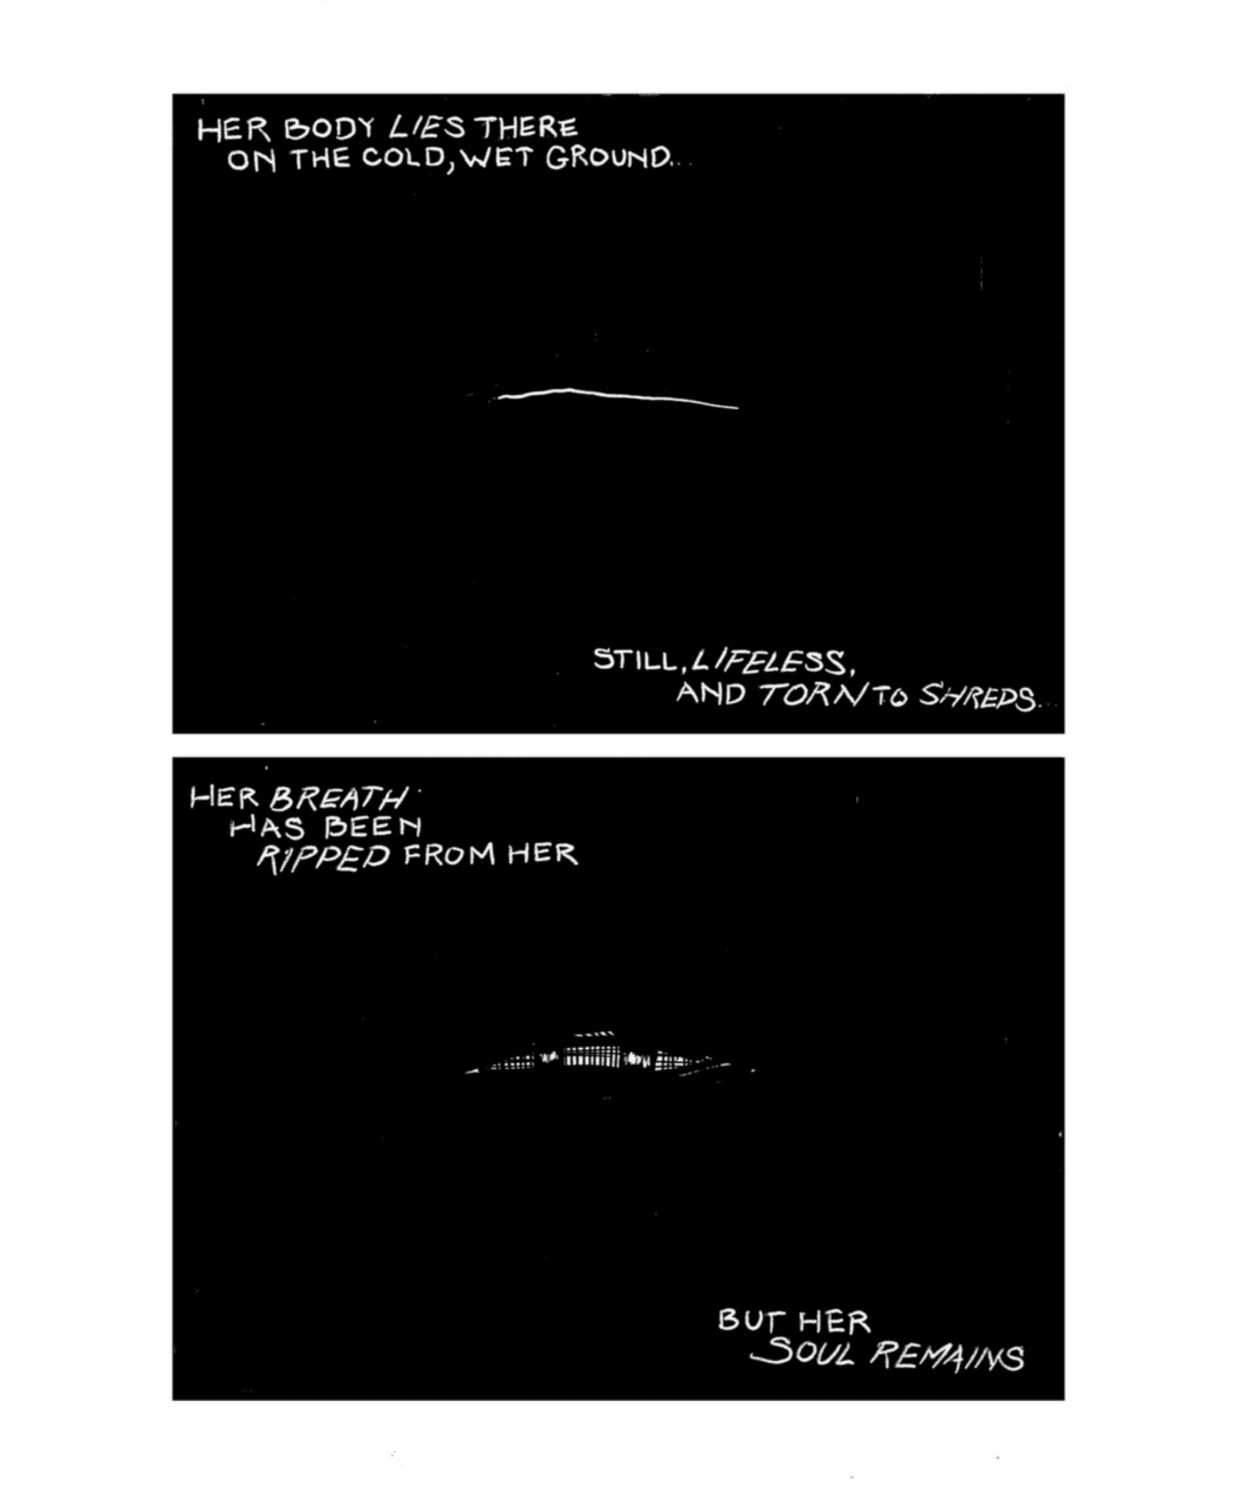 HER BODY LIES THERE
ON THE COLD, WET GROUND...
STILL, LIFELESS,
AND TORN TO SHREDS...
HER BREATH
HAS BEEN
RIPPED FROM HER
BUT HER
SOUL REMAINS